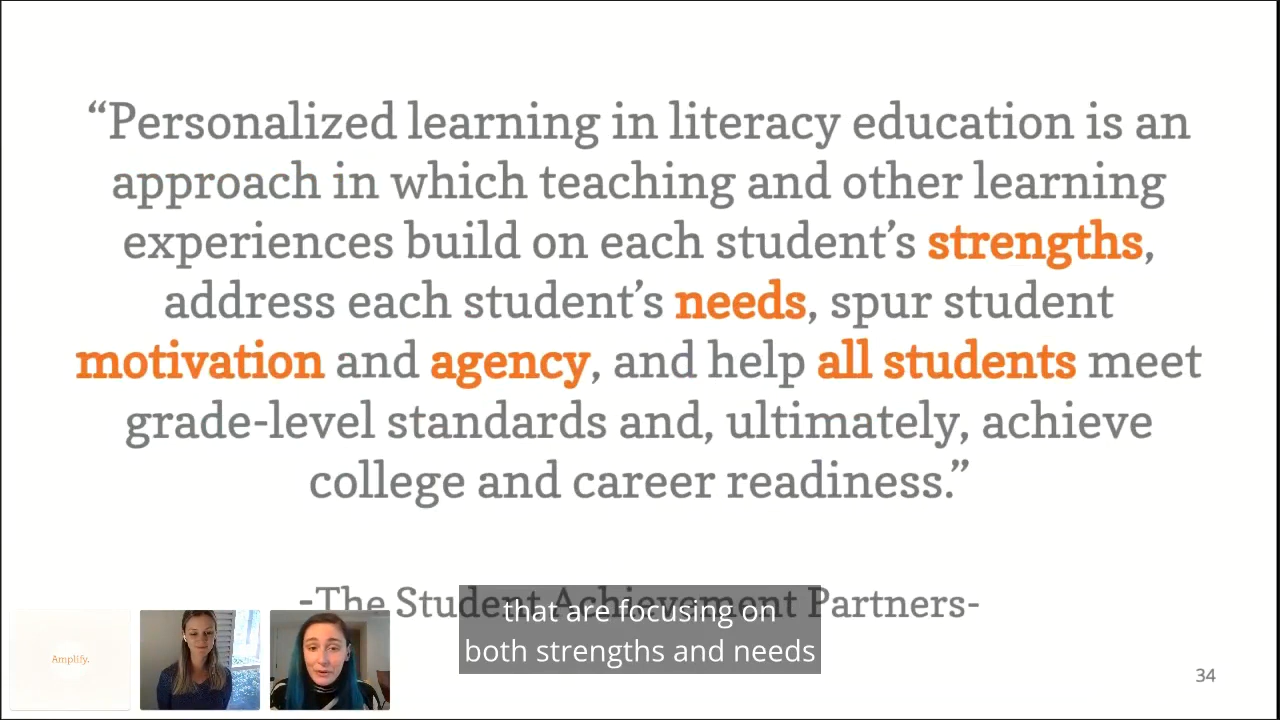 “Personalized learning in literacy education is an
approach in which teaching and other learning
experiences build on each student’s strengths,
address each student’s needs, spur student
motivation and agency, and help all students meet
grade-level standards and, ultimately, achieve
college and career readiness.”
-The Student Achievement Partners-
that are focusing on
both strengths and needs
Amplify.
34